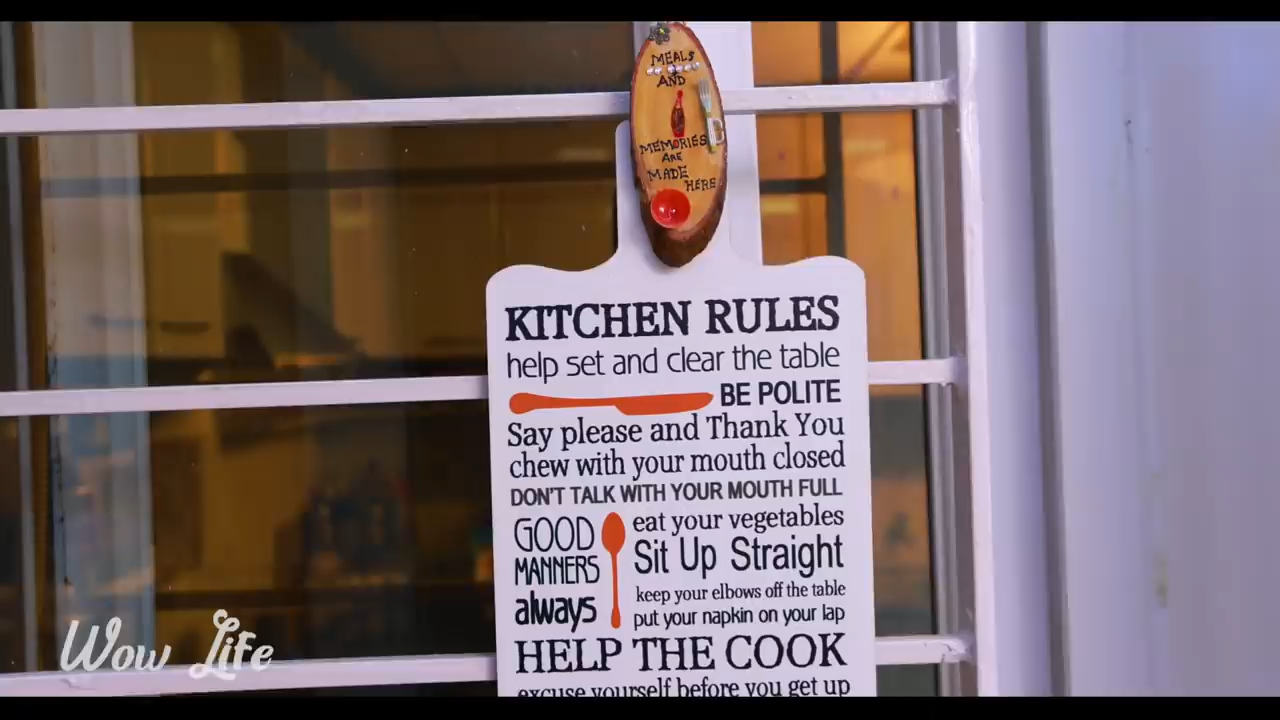 MEALS
AND
MEMORIES
ARE
MADE
HERE
KITCHEN RULES
help set and clear the table
BE POLITE
Say please and Thank You
chew with your mouth closed
DON'T TALK WITH YOUR MOUTH FULL
GOOD
MANNERS
always
eat your vegetables
Sit Up Straight
keep your elbows off the table
put your napkin on your lap
HELP THE COOK
excuse yourself before you get up
Wow Life